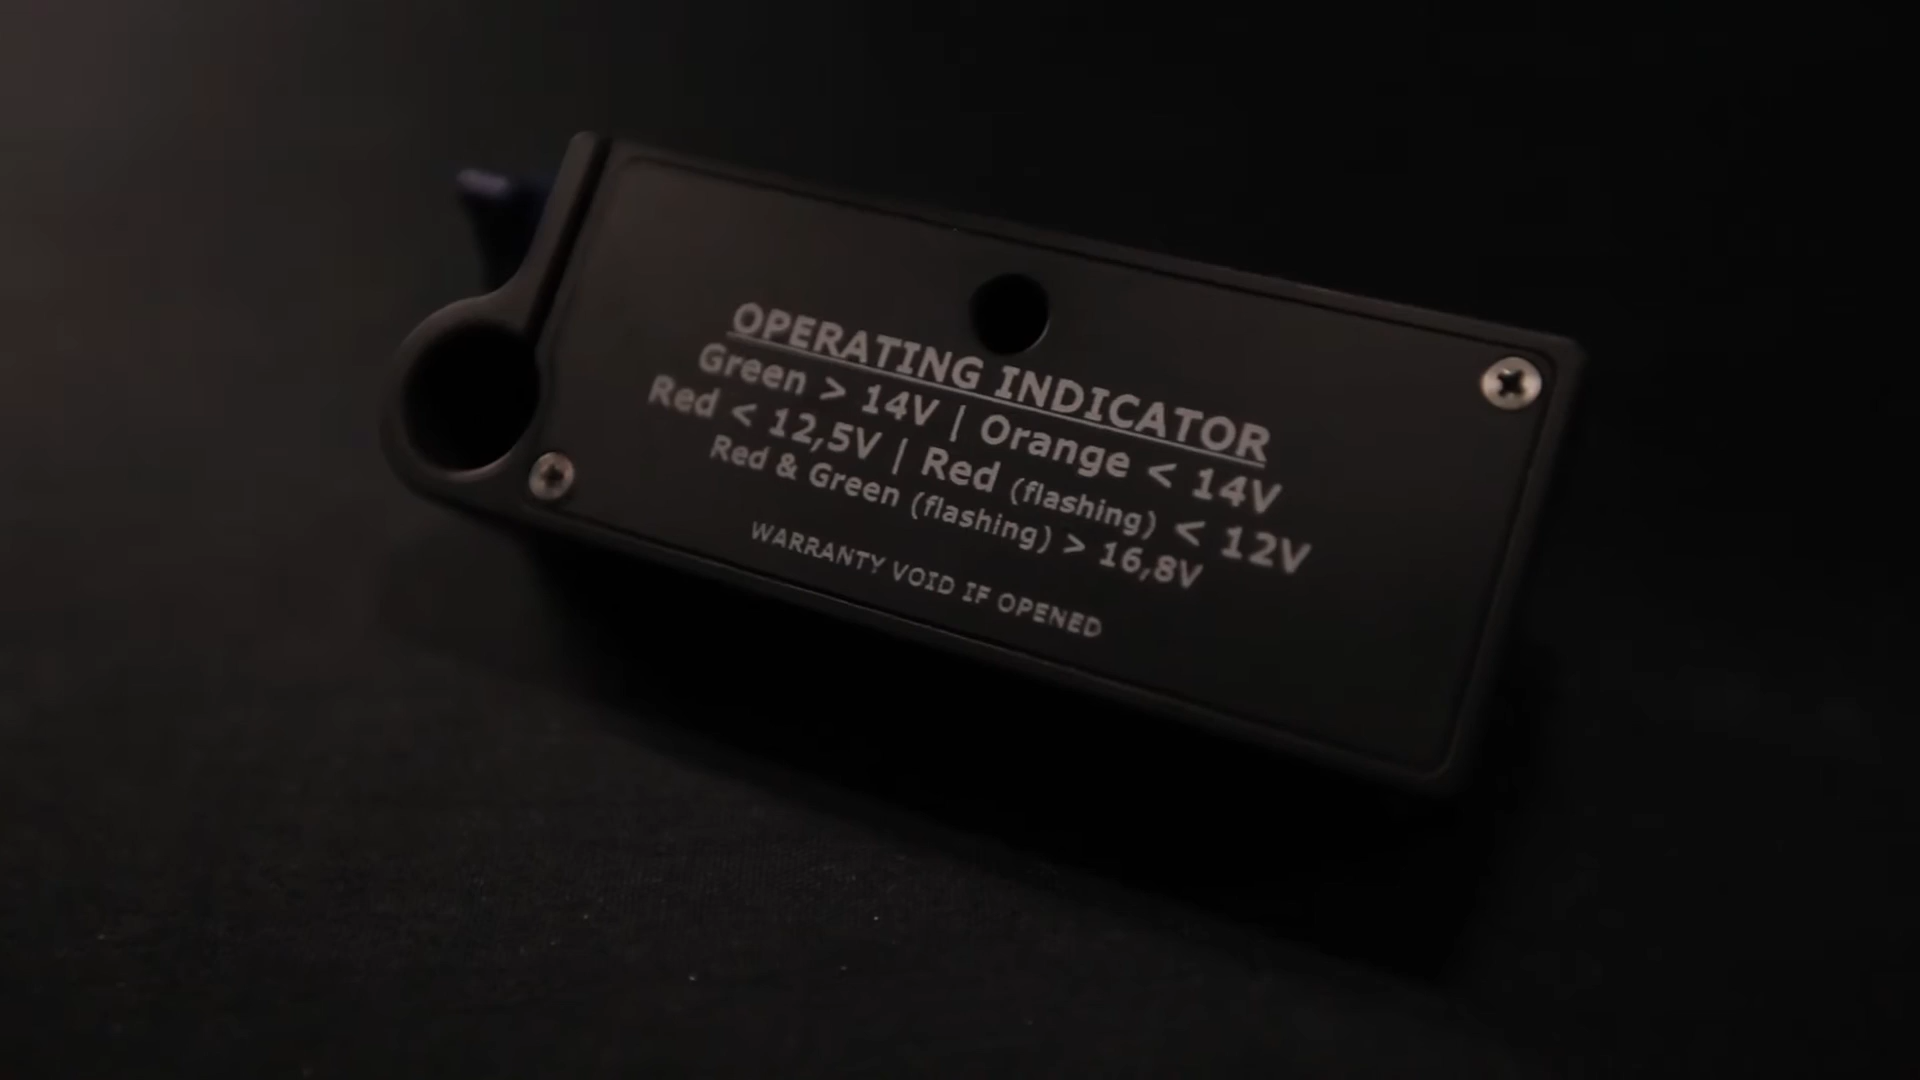 OPERATING INDICATOR
Green > 14V | Orange < 14V
Red < 12,5V | Red (flashing) < 12V
Red & Green (flashing) > 16,8V
WARRANTY VOID IF OPENED